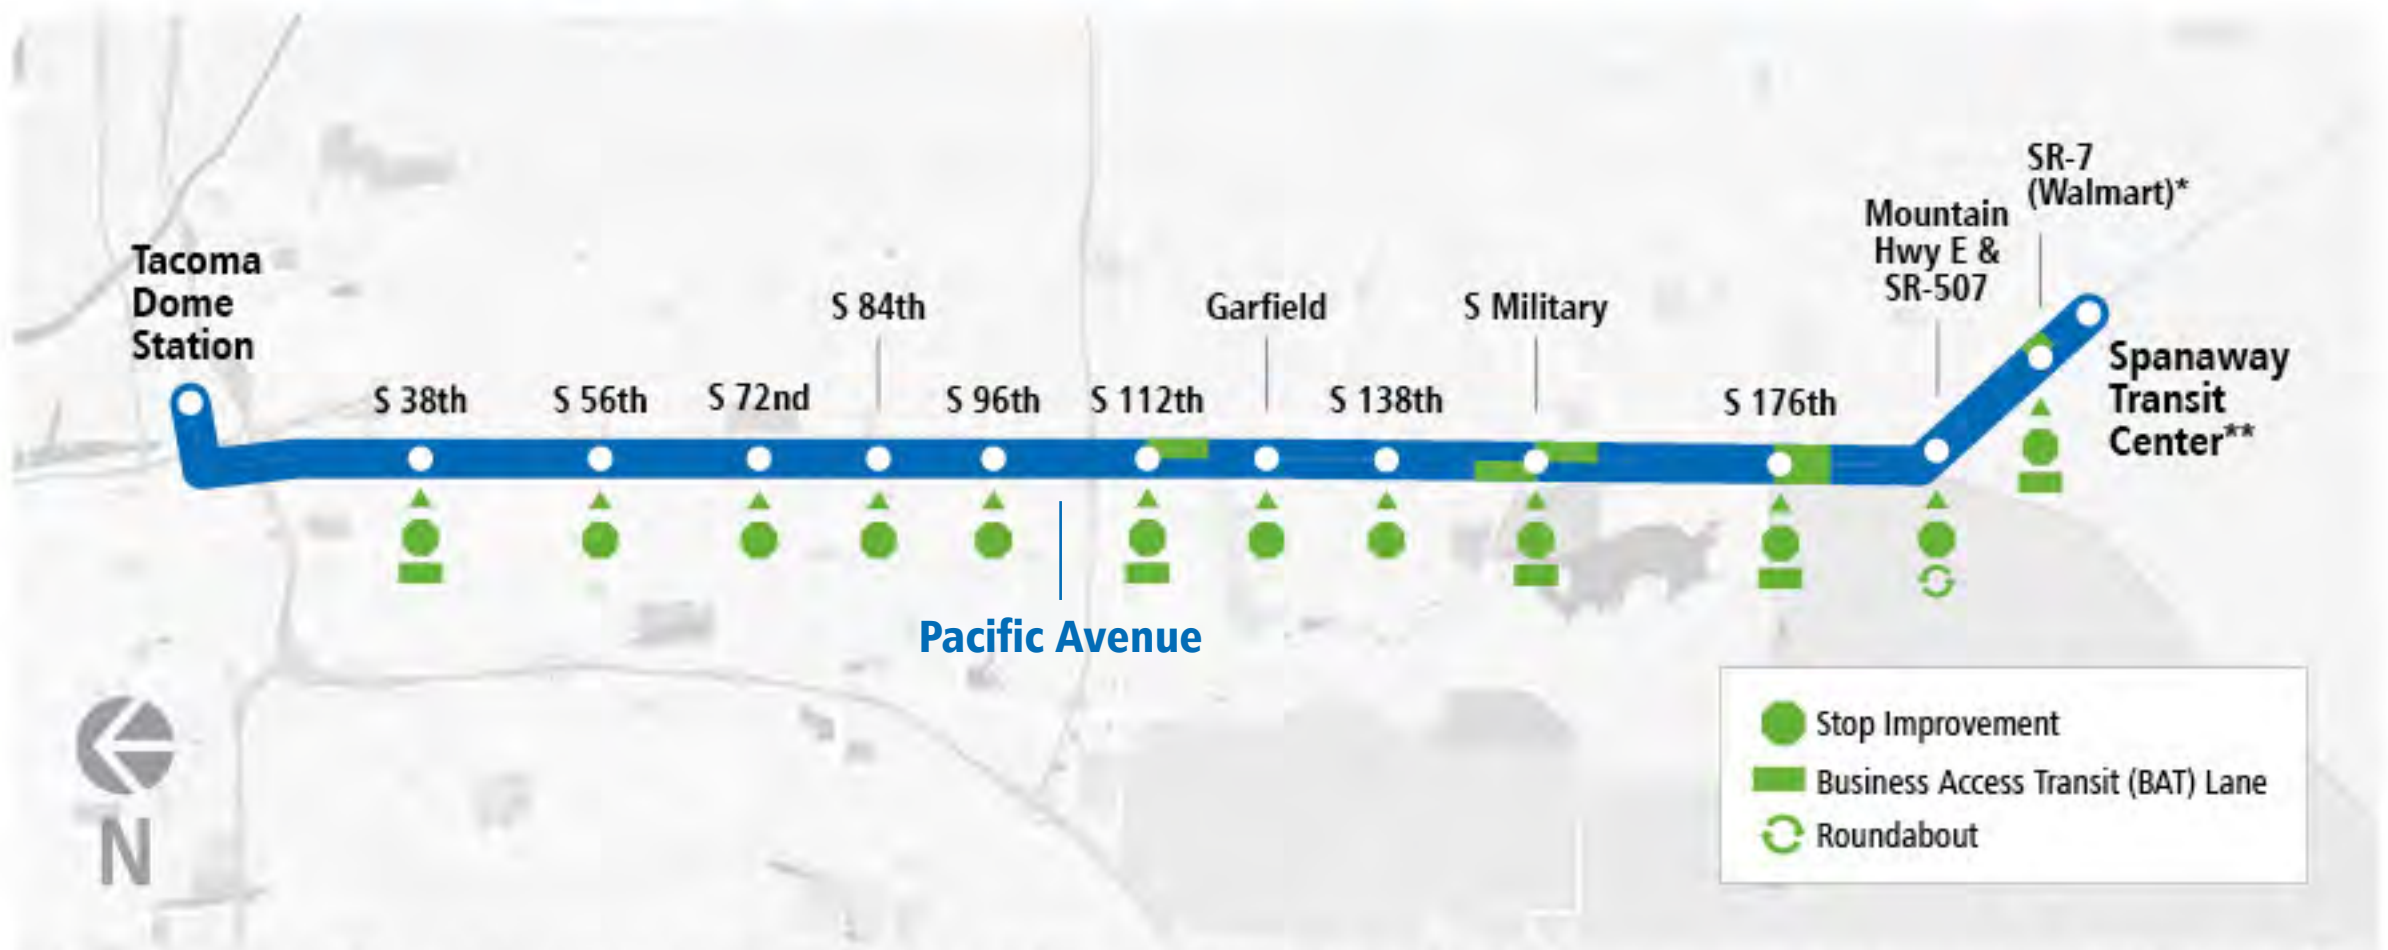 SR-7
(Walmart)*
Mountain
Hwy E &
SR-507
Tacoma
Dome
Station
S 84th
Garfield
S Military
Spanaway
Transit
Center**
S 38th
S 56th
S 72nd
S 96th
S 112th
S 138th
S 176th
Pacific Avenue
N
Stop Improvement
Business Access Transit (BAT) Lane
Roundabout